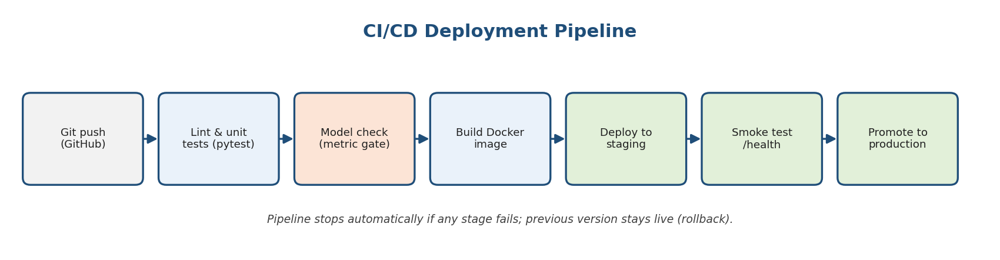 CI/CD Deployment Pipeline
Git push
(GitHub)
Lint & unit
tests (pytest)
Model check
(metric gate)
Build Docker
image
Deploy to
staging
Smoke test
/health
Promote to
production
Pipeline stops automatically if any stage fails; previous version stays live (rollback).